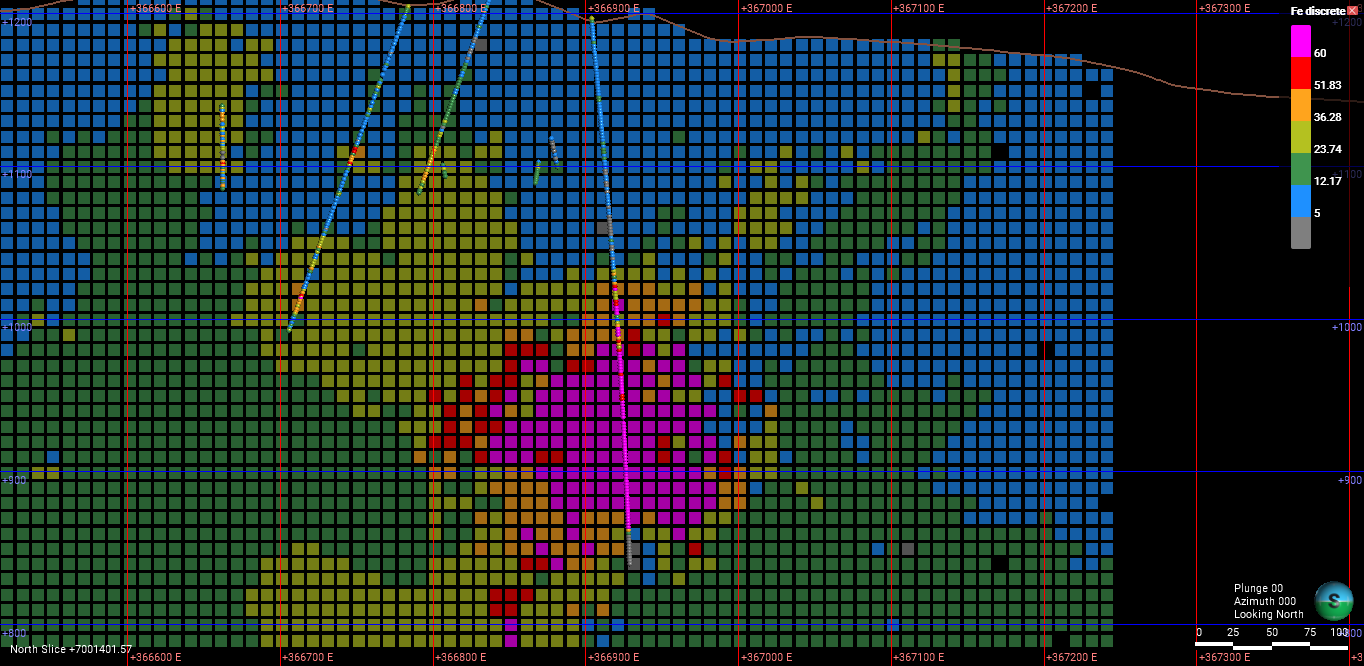 +366600 E +366700 E +366800 E +366900 E +367000 E +367100 E +367200 E +367300 E
Fe discrete
+1200 +1200
60
51.83
36.28
23.74
+1100 +1100
12.17
5
+1000 +1000
+900 +900
Plunge 00
Azimuth 000
Looking North
S
0 25 50 75 100
+800
North Slice +7001401.57
+366600 E +366700 E +366800 E +366900 E +367000 E +367100 E +367200 E +367300 E